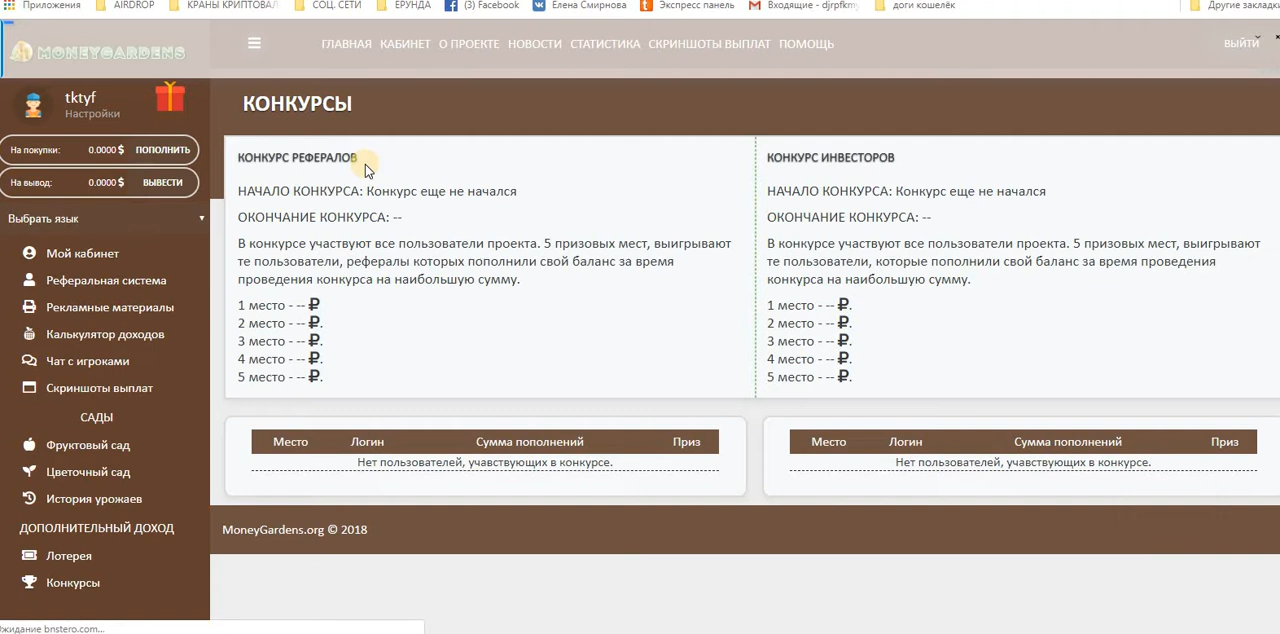 Приложения AIRDROP КРАНЫ КРИПТОВАЛ СОЦ. СЕТИ ЕРУНДА (3) Facebook Елена Смирнова Экспресс панель Входящие - djrpfkmy доги кошелёк Другие закладки
MONEYGARDENS
ГЛАВНАЯ КАБИНЕТ О ПРОЕКТЕ НОВОСТИ СТАТИСТИКА СКРИНШОТЫ ВЫПЛАТ ПОМОЩЬ ВЫЙТИ
tktyf
Настройки
На покупки: 0.0000 $ ПОПОЛНИТЬ
На вывод: 0.0000 $ ВЫВЕСТИ
Выбрать язык
Мой кабинет
Реферальная система
Рекламные материалы
Калькулятор доходов
Чат с игроками
Скриншоты выплат
САДЫ
Фруктовый сад
Цветочный сад
История урожаев
ДОПОЛНИТЕЛЬНЫЙ ДОХОД
Лотерея
Конкурсы
КОНКУРСЫ
КОНКУРС РЕФЕРАЛОВ
НАЧАЛО КОНКУРСА: Конкурс еще не начался
ОКОНЧАНИЕ КОНКУРСА: --
В конкурсе участвуют все пользователи проекта. 5 призовых мест, выигрывают
те пользователи, рефералы которых пополнили свой баланс за время
проведения конкурса на наибольшую сумму.
1 место - -- ₽
2 место - -- ₽.
3 место - -- ₽.
4 место - -- ₽.
5 место - -- ₽.
КОНКУРС ИНВЕСТОРОВ
НАЧАЛО КОНКУРСА: Конкурс еще не начался
ОКОНЧАНИЕ КОНКУРСА: --
В конкурсе участвуют все пользователи проекта. 5 призовых мест, выигрывают
те пользователи, которые пополнили свой баланс за время проведения
конкурса на наибольшую сумму.
1 место - -- ₽.
2 место - -- ₽.
3 место - -- ₽.
4 место - -- ₽.
5 место - -- ₽.
Место Логин Сумма пополнений Приз
Нет пользователей, учавствующих в конкурсе.
Место Логин Сумма пополнений Приз
Нет пользователей, учавствующих в конкурсе.
MoneyGardens.org © 2018
Ожидание bnstero.com...